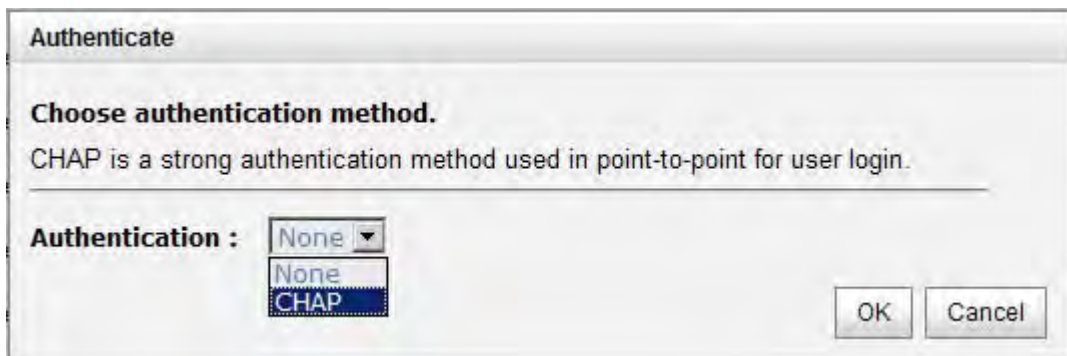 Authenticate
Choose authentication method.
CHAP is a strong authentication method used in point-to-point for user login.
Authentication : None
None
CHAP
OK Cancel